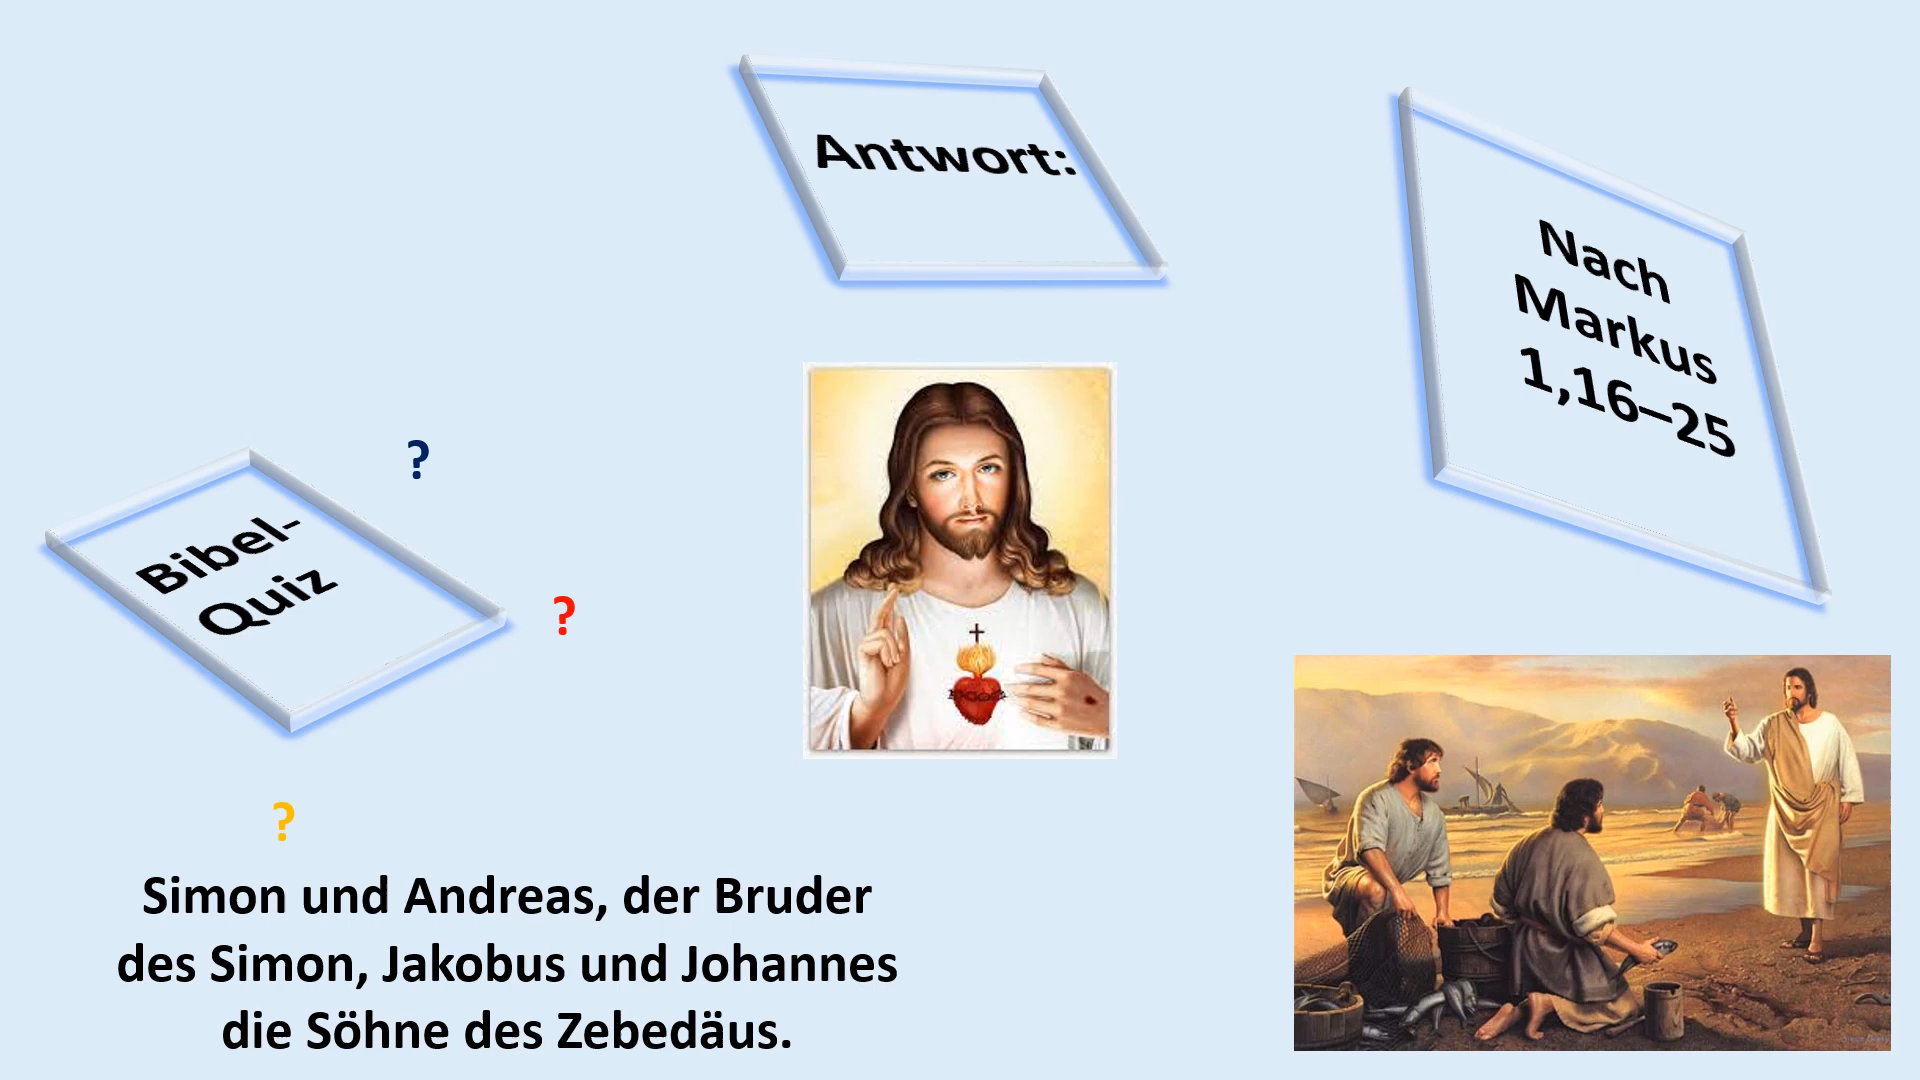 Antwort:
Nach
Markus
1,16–25
Bibel-
Quiz
?
?
?
Simon und Andreas, der Bruder
des Simon, Jakobus und Johannes
die Söhne des Zebedäus.